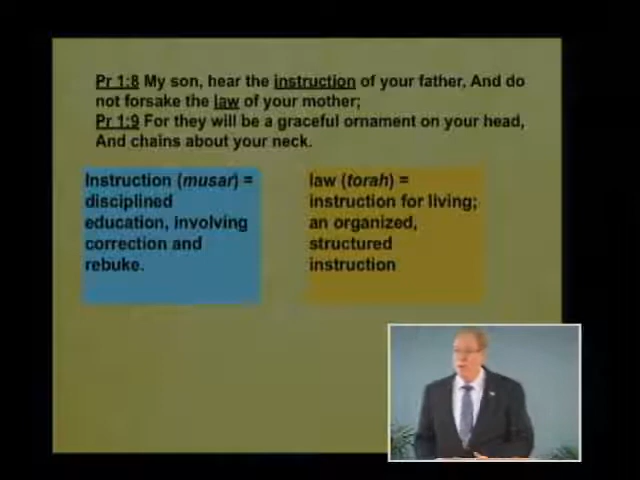 Pr 1:8 My son, hear the instruction of your father, And do
not forsake the law of your mother;
Pr 1:9 For they will be a graceful ornament on your head,
And chains about your neck.
Instruction (musar) =
disciplined
education, involving
correction and
rebuke.
law (torah) =
instruction for living;
an organized,
structured
instruction